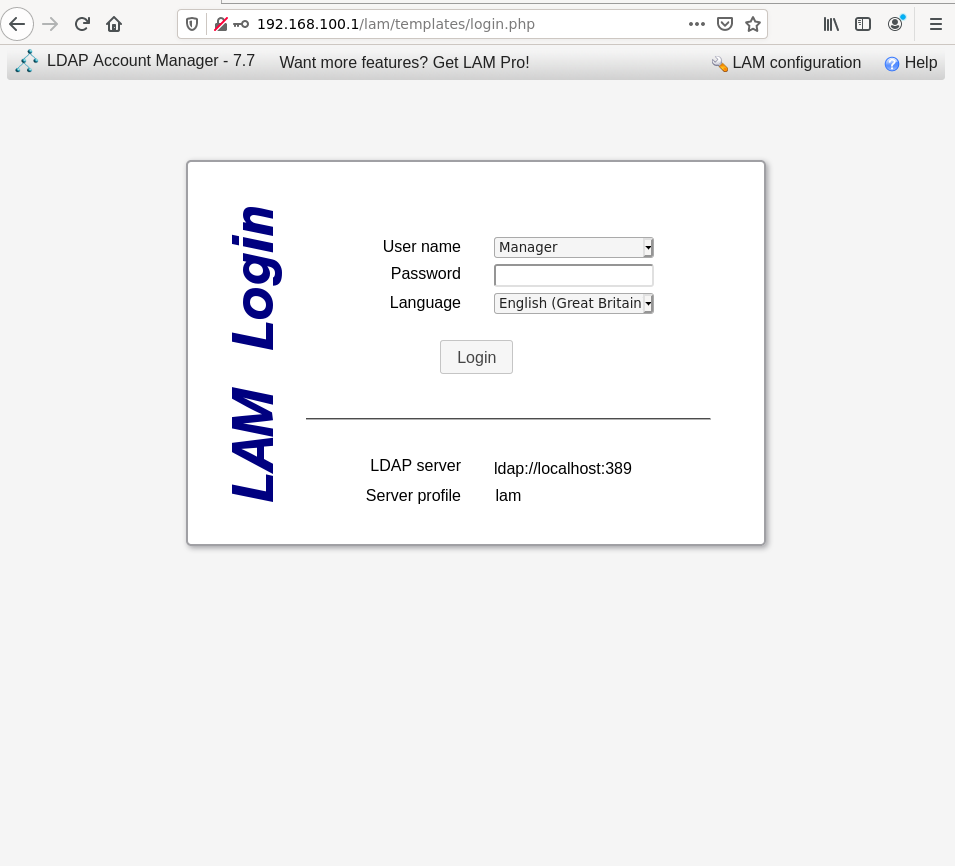 192.168.100.1/lam/templates/login.php
LDAP Account Manager - 7.7 Want more features? Get LAM Pro! LAM configuration Help
LAM Login
User name Manager
Password
Language English (Great Britain
Login
LDAP server ldap://localhost:389
Server profile lam